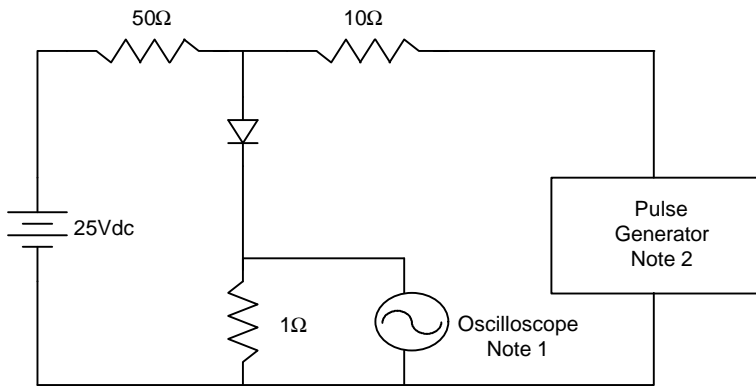 50Ω
10Ω
25Vdc
Pulse
Generator
Note 2
1Ω
Oscilloscope
Note 1